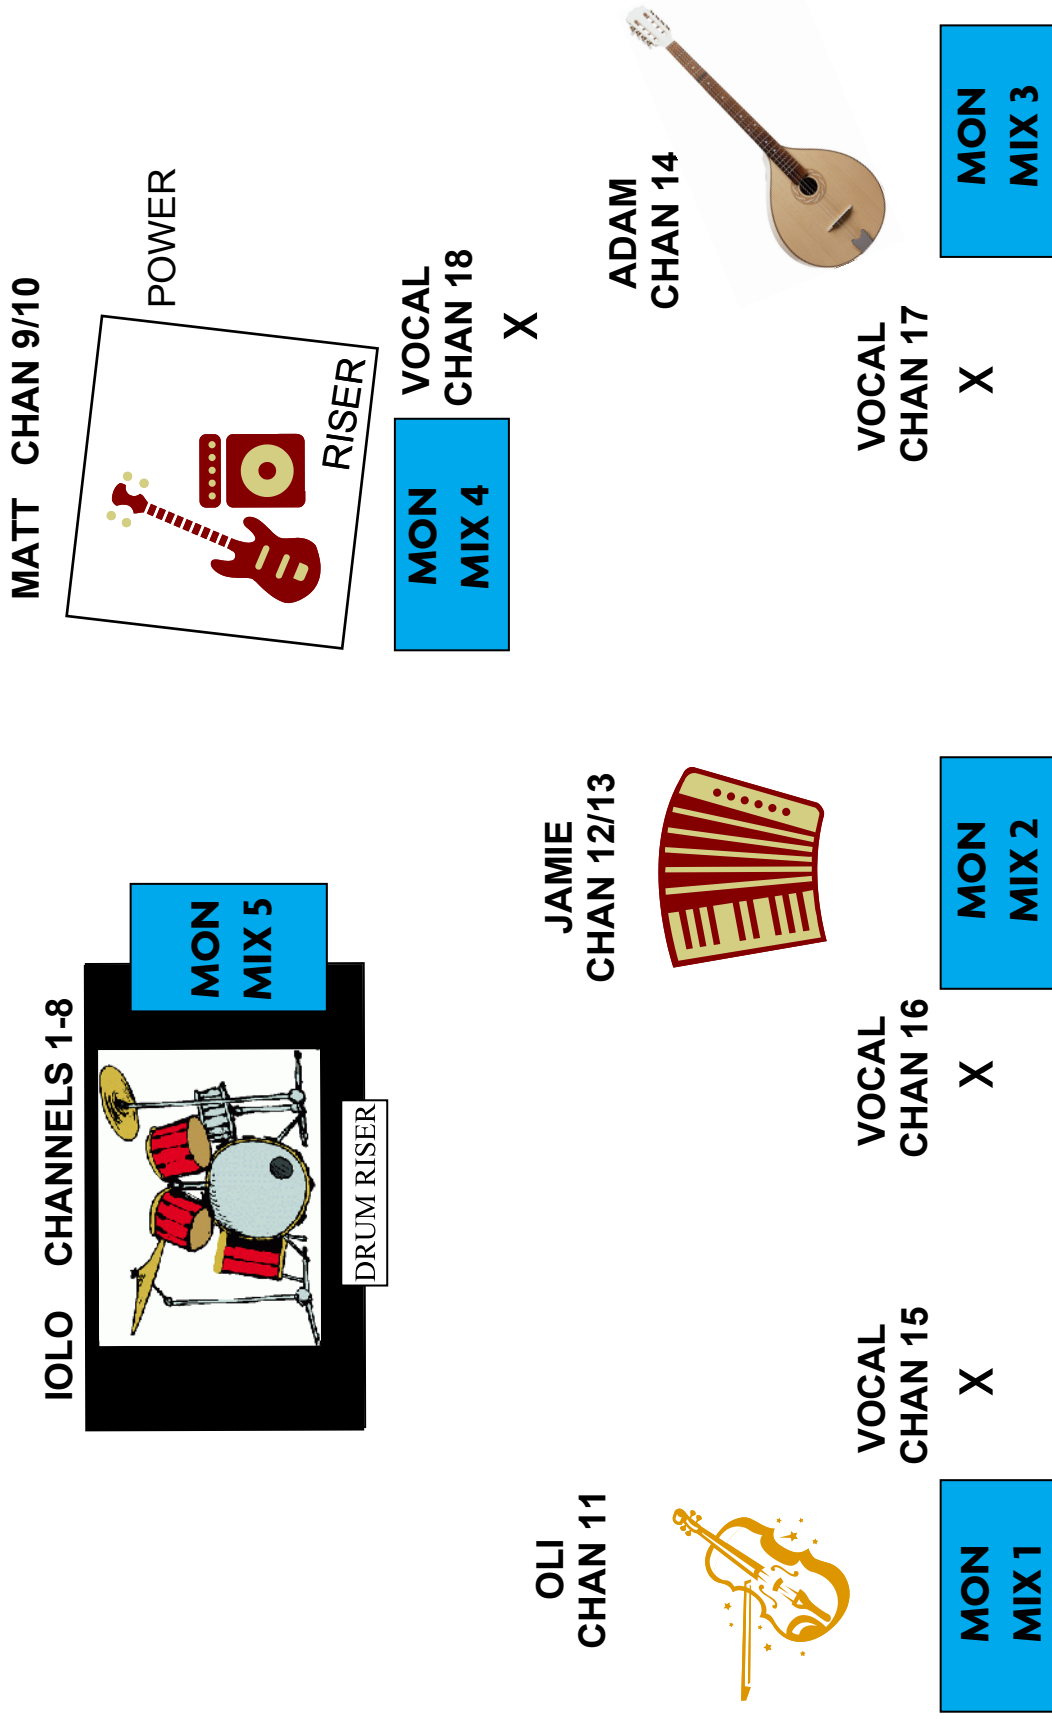 IOLO   CHANNELS 1-8
MATT   CHAN 9/10
POWER
MON
MIX 5
RISER
DRUM RISER
MON
MIX 4
VOCAL
CHAN 18
X
OLI
CHAN 11
JAMIE
CHAN 12/13
ADAM
CHAN 14
VOCAL
CHAN 15
X
VOCAL
CHAN 16
X
VOCAL
CHAN 17
X
MON
MIX 1
MON
MIX 2
MON
MIX 3